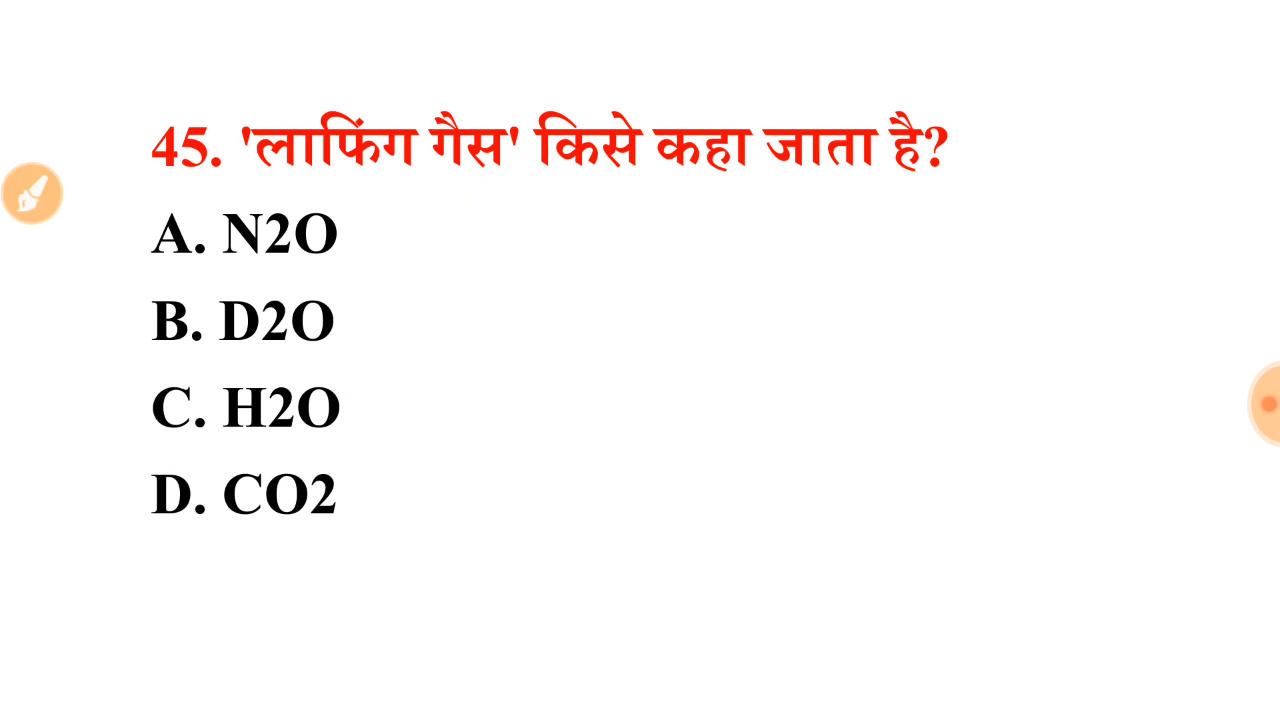 45. 'लाफिंग गैस' किसे कहा जाता है?
A. N2O
B. D2O
C. H2O
D. CO2